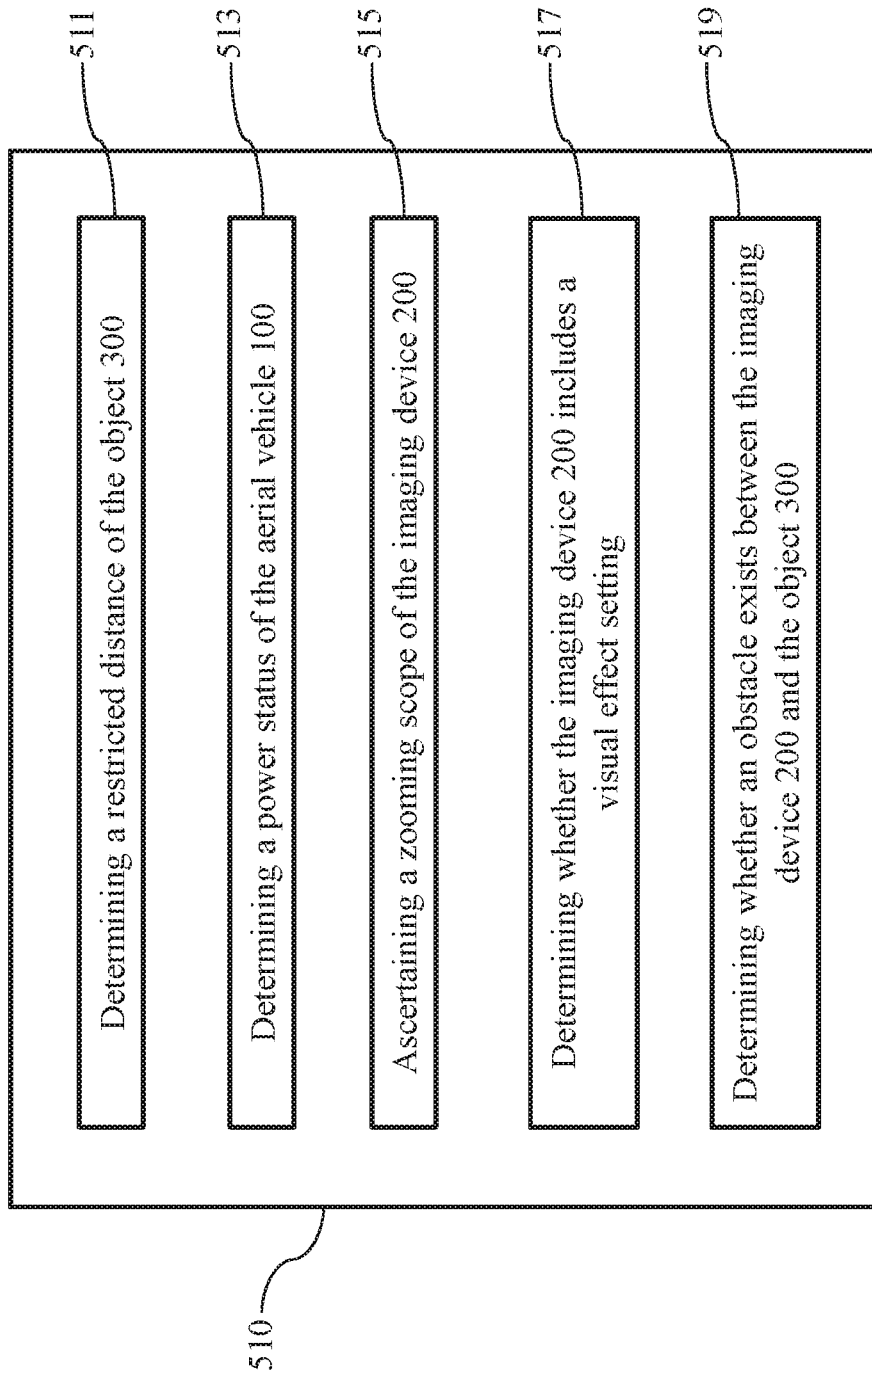 510
Determining a restricted distance of the object 300
511
Determining a power status of the aerial vehicle 100
513
Ascertaining a zooming scope of the imaging device 200
515
Determining whether the imaging device 200 includes a
visual effect setting
517
Determining whether an obstacle exists between the imaging
device 200 and the object 300
519